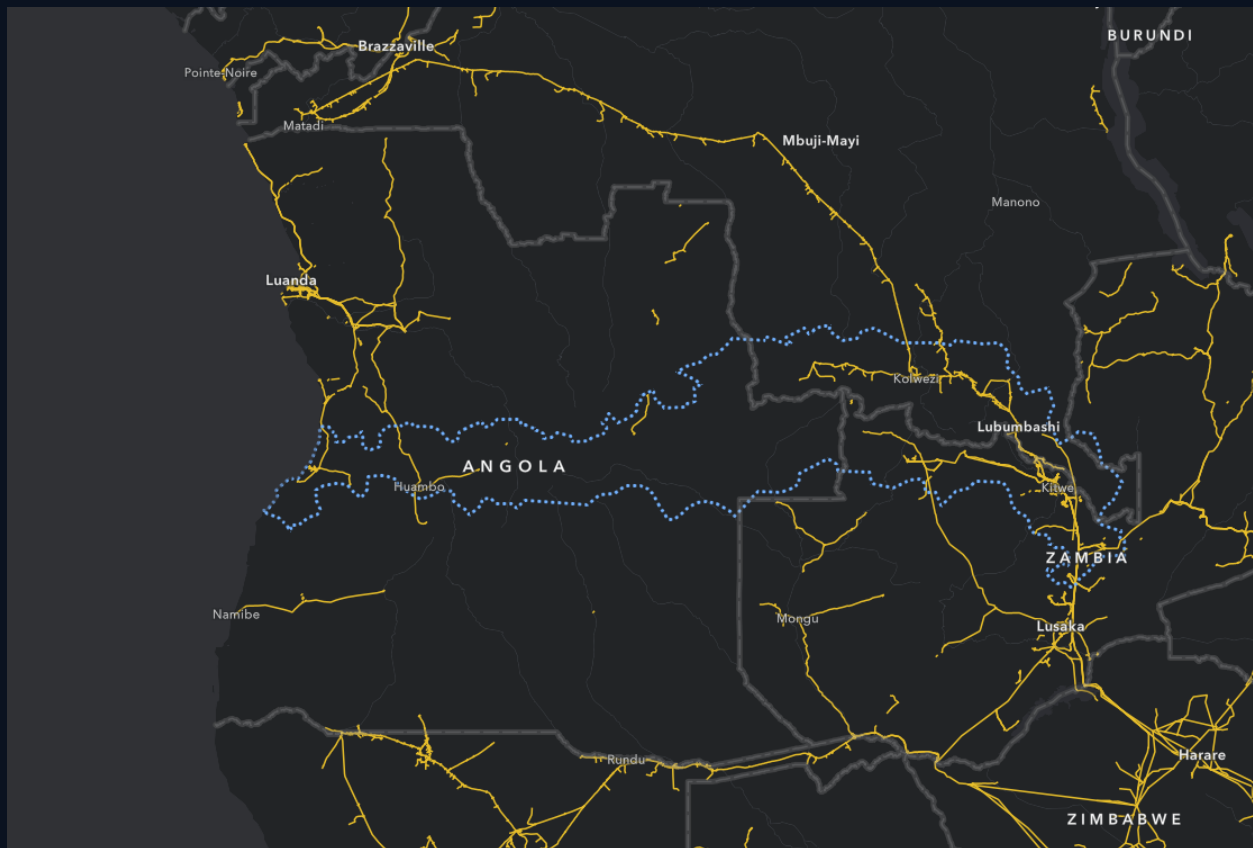 BURUNDI
Brazzaville
Pointe-Noire
Matadi
Mbuji-Mayi
Manono
Luanda
Kolwezi
Lubumbashi
ANGOLA
Huambo
Kitwe
ZAMBIA
Namibe
Mongu
Lusaka
Rundu
Harare
ZIMBABWE